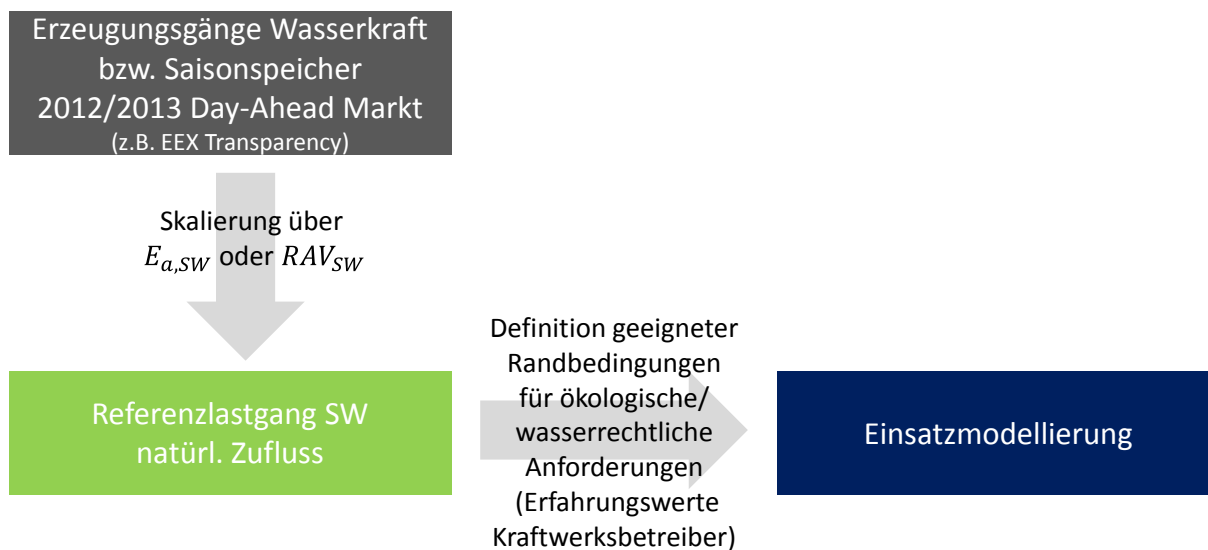 Erzeugungsgänge Wasserkraft
bzw. Saisonspeicher
2012/2013 Day-Ahead Markt
(z.B. EEX Transparency)
Skalierung über
E_{a,SW} oder RAV_{SW}
Referenzlastgang SW
natürl. Zufluss
Definition geeigneter
Randbedingungen
für ökologische/
wasserrechtliche
Anforderungen
(Erfahrungswerte
Kraftwerksbetreiber)
Einsatzmodellierung